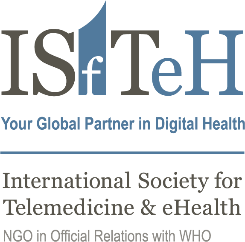 ISfTeH
Your Global Partner in Digital Health
International Society for
Telemedicine & eHealth
NGO in Official Relations with WHO